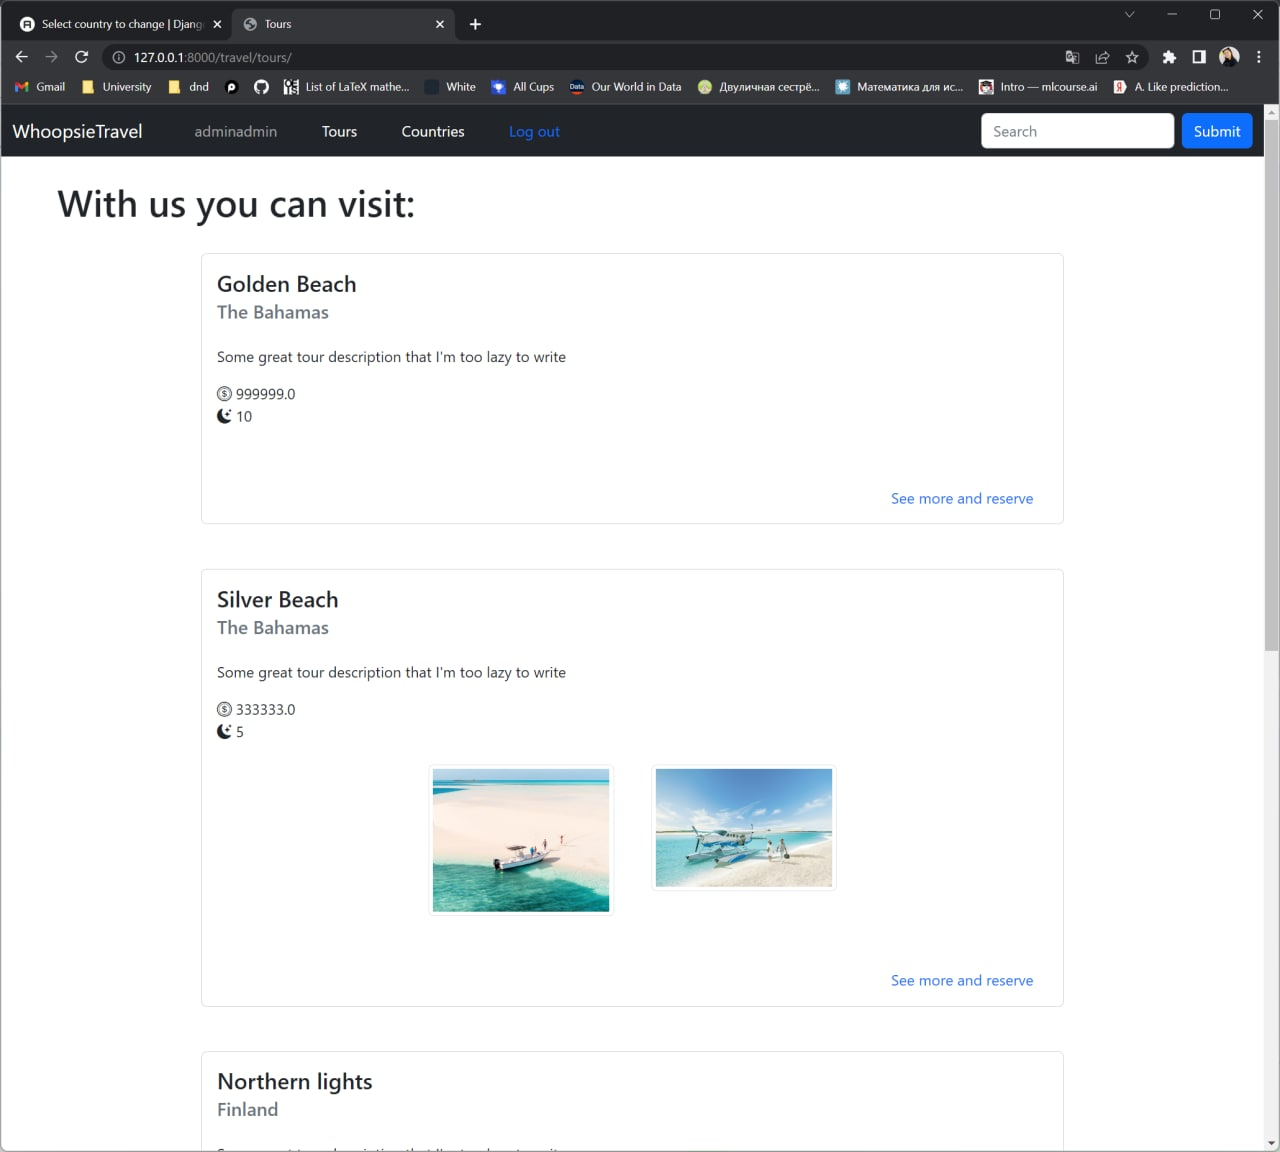 Select country to change | Djang
Tours
127.0.0.1:8000/travel/tours/
Gmail
University
dnd
List of LaTeX mathe...
White
All Cups
Data
Our World in Data
Двуличная сестрё...
Математика для ис...
Intro — mlcourse.ai
Я
A. Like prediction...
WhoopsieTravel
adminadmin
Tours
Countries
Log out
Search
Submit
With us you can visit:
Golden Beach
The Bahamas
Some great tour description that I'm too lazy to write
999999.0
10
See more and reserve
Silver Beach
The Bahamas
Some great tour description that I'm too lazy to write
333333.0
5
See more and reserve
Northern lights
Finland